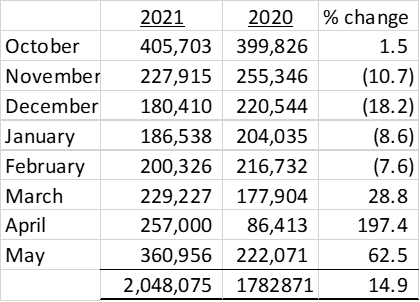 2021 2020 % change
October 405,703 399,826 1.5
November 227,915 255,346 (10.7)
December 180,410 220,544 (18.2)
January 186,538 204,035 (8.6)
February 200,326 216,732 (7.6)
March 229,227 177,904 28.8
April 257,000 86,413 197.4
May 360,956 222,071 62.5
2,048,075 1782871 14.9